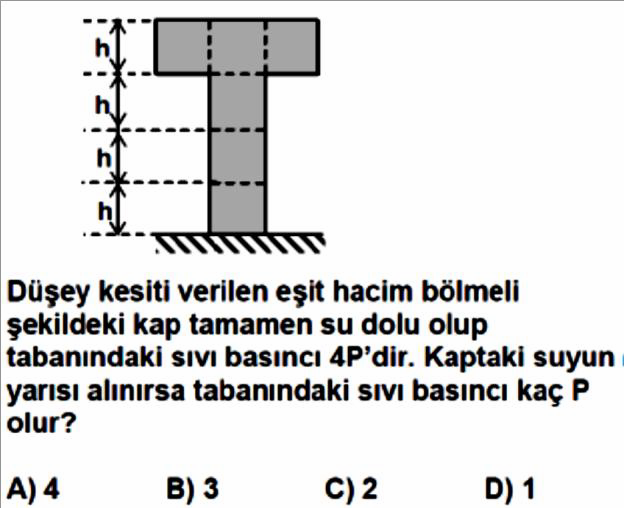 h
h
h
h
Düşey kesiti verilen eşit hacim bölmeli
şekildeki kap tamamen su dolu olup
tabanındaki sıvı basıncı 4P'dir. Kaptaki suyun
yarısı alınırsa tabanındaki sıvı basıncı kaç P
olur?
A) 4 B) 3 C) 2 D) 1